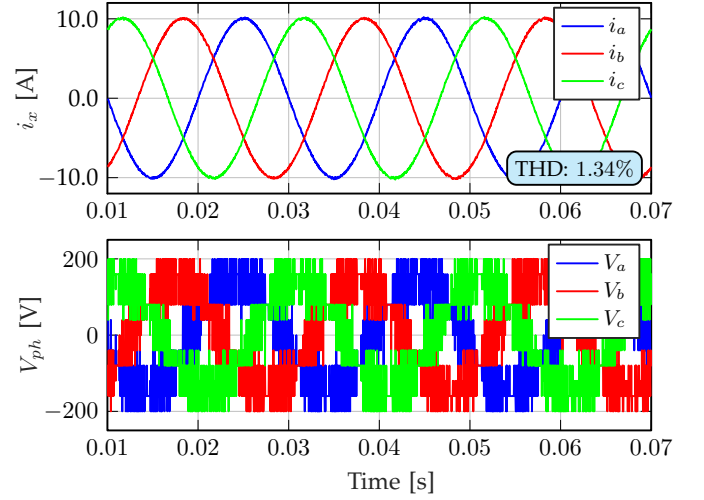 10.0
0.0
−10.0
i_x [A]
i_a
i_b
i_c
THD: 1.34%
0.01 0.02 0.03 0.04 0.05 0.06 0.07
200
0
−200
V_ph [V]
V_a
V_b
V_c
0.01 0.02 0.03 0.04 0.05 0.06 0.07
Time [s]